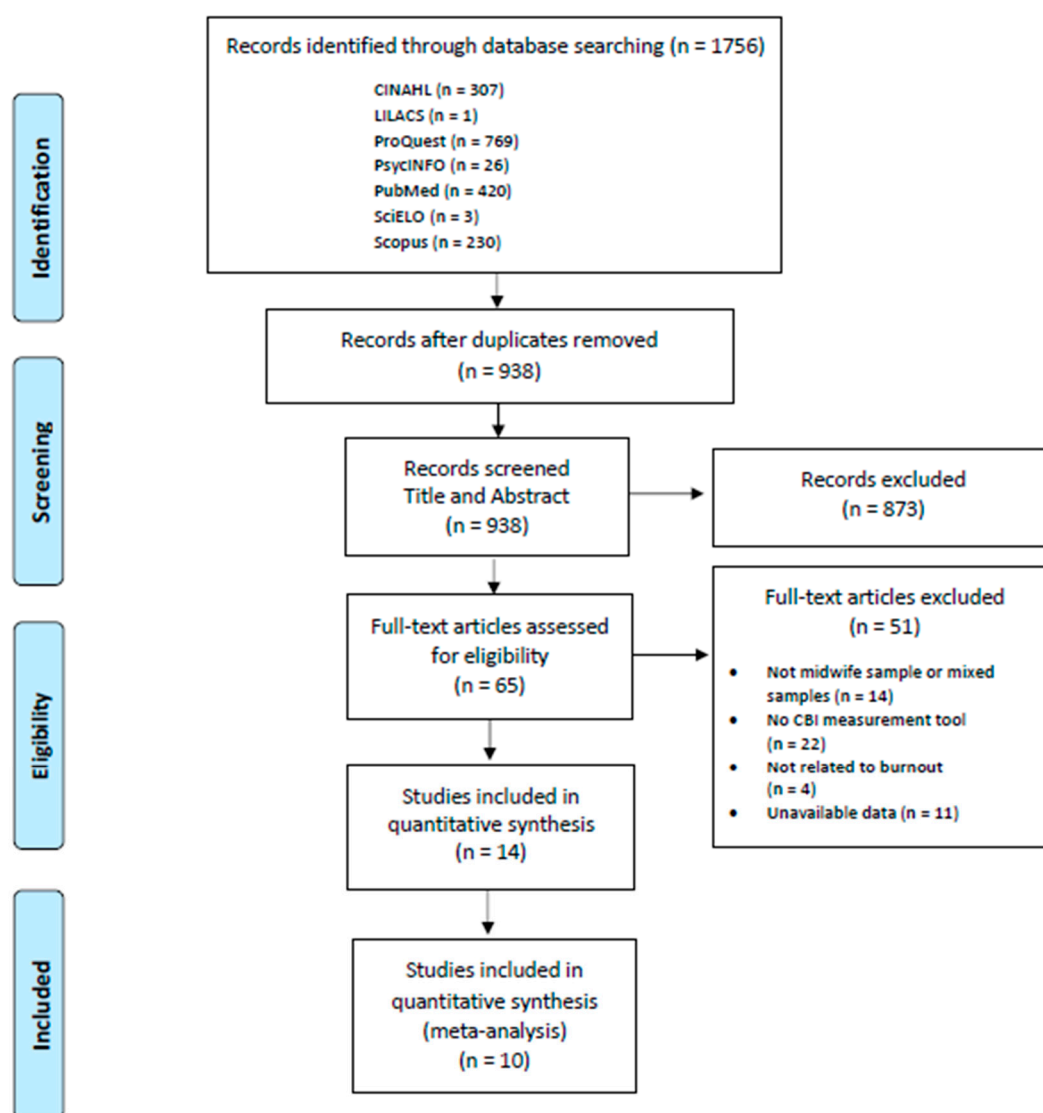 Identification
Records identified through database searching (n = 1756)
CINAHL (n = 307)
LILACS (n = 1)
ProQuest (n = 769)
PsycINFO (n = 26)
PubMed (n = 420)
SciELO (n = 3)
Scopus (n = 230)
Records after duplicates removed
(n = 938)
Screening
Records screened
Title and Abstract
(n = 938)
Records excluded
(n = 873)
Eligibility
Full-text articles assessed
for eligibility
(n = 65)
Full-text articles excluded
(n = 51)
• Not midwife sample or mixed
samples (n = 14)
• No CBI measurement tool
(n = 22)
• Not related to burnout
(n = 4)
• Unavailable data (n = 11)
Studies included in
quantitative synthesis
(n = 14)
Included
Studies included in
quantitative synthesis
(meta-analysis)
(n = 10)